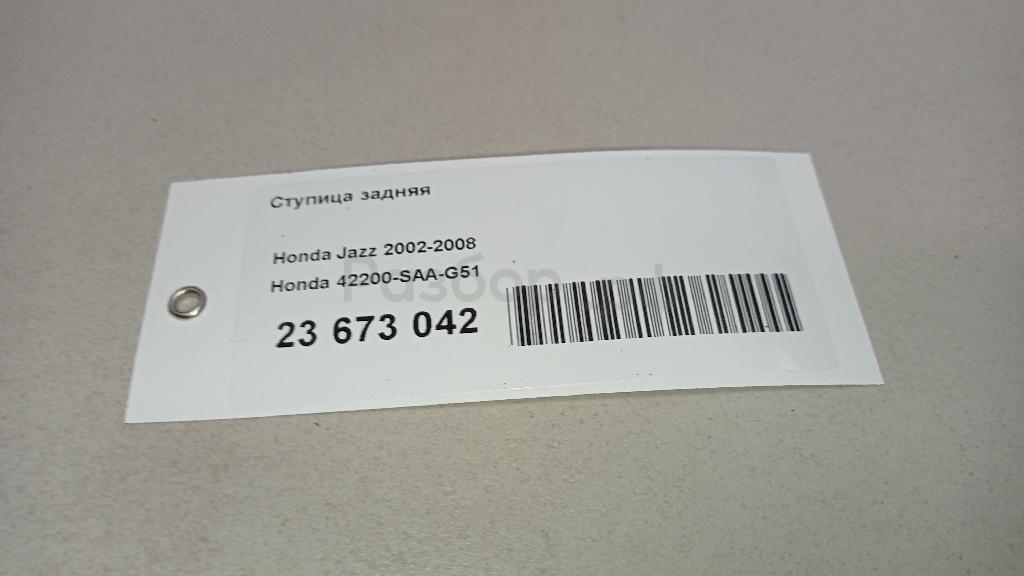 Ступица задняя
Honda Jazz 2002-2008
Honda 42200-SAA-G51
23 673 042